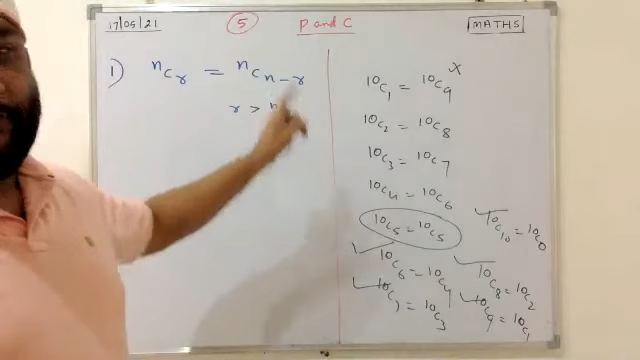 17/05/21
5
P and C
MATHS
1) nCr = nCn-r
r > n
10C1 = 10C9 x
10C2 = 10C8
10C3 = 10C7
10C4 = 10C6
10C5 = 10C5
10C6 = 10C4
10C7 = 10C3
10C8 = 10C2
10C9 = 10C1
10C10 = 10C0